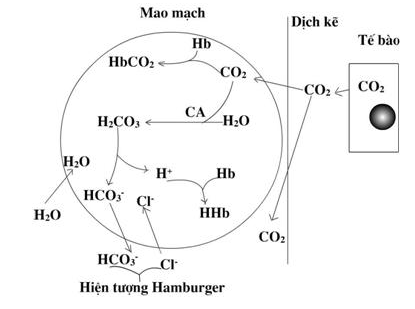 Mao mạch
Dịch kẽ
Tế bào
Hb
HbCO₂
CO₂
CO₂
CO₂
CA
H₂CO₃
H₂O
H₂O
H⁺
Hb
HCO₃⁻
Cl⁻
HHb
H₂O
CO₂
HCO₃⁻
Cl⁻
Hiện tượng Hamburger